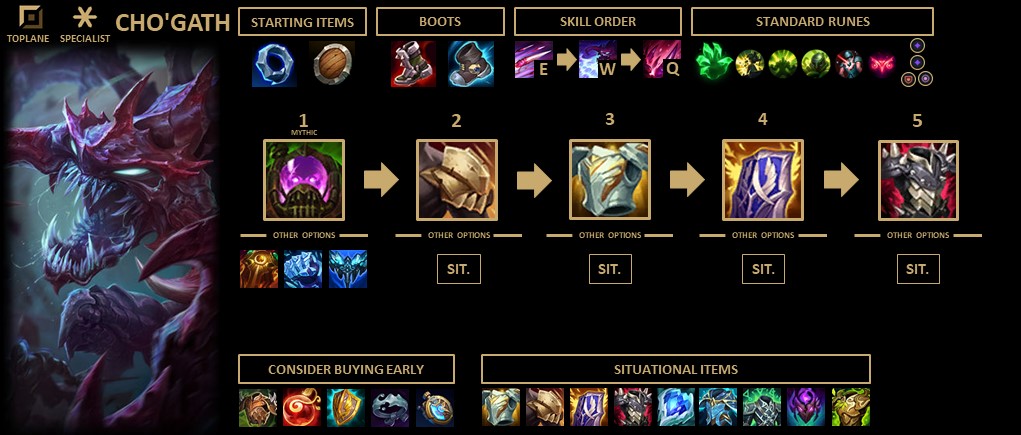 TOPLANE
SPECIALIST
CHO'GATH
STARTING ITEMS
BOOTS
SKILL ORDER
STANDARD RUNES
E
W
Q
1
MYTHIC
2
3
4
5
OTHER OPTIONS
OTHER OPTIONS
OTHER OPTIONS
OTHER OPTIONS
OTHER OPTIONS
SIT.
SIT.
SIT.
SIT.
CONSIDER BUYING EARLY
SITUATIONAL ITEMS